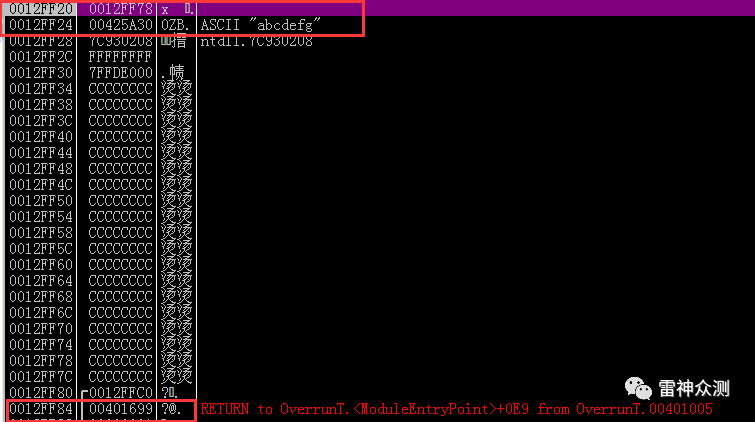 0012FF20 0012FF78 x .
0012FF24 00425A30 0ZB. ASCII "abcdefg"
0012FF28 7C930208 ntdll.7C930208
0012FF2C FFFFFFFF
0012FF30 7FFDE000 .帻
0012FF34 CCCCCCCC 烫烫
0012FF38 CCCCCCCC 烫烫
0012FF3C CCCCCCCC 烫烫
0012FF40 CCCCCCCC 烫烫
0012FF44 CCCCCCCC 烫烫
0012FF48 CCCCCCCC 烫烫
0012FF4C CCCCCCCC 烫烫
0012FF50 CCCCCCCC 烫烫
0012FF54 CCCCCCCC 烫烫
0012FF58 CCCCCCCC 烫烫
0012FF5C CCCCCCCC 烫烫
0012FF60 CCCCCCCC 烫烫
0012FF64 CCCCCCCC 烫烫
0012FF68 CCCCCCCC 烫烫
0012FF6C CCCCCCCC 烫烫
0012FF70 CCCCCCCC 烫烫
0012FF74 CCCCCCCC 烫烫
0012FF78 CCCCCCCC 烫烫
0012FF7C CCCCCCCC 烫烫
0012FF80 0012FFC0 ? .
0012FF84 00401699 ?@. RETURN to OverrunT.<ModuleEntryPoint>+0E9 from OverrunT.00401005
雷神众测